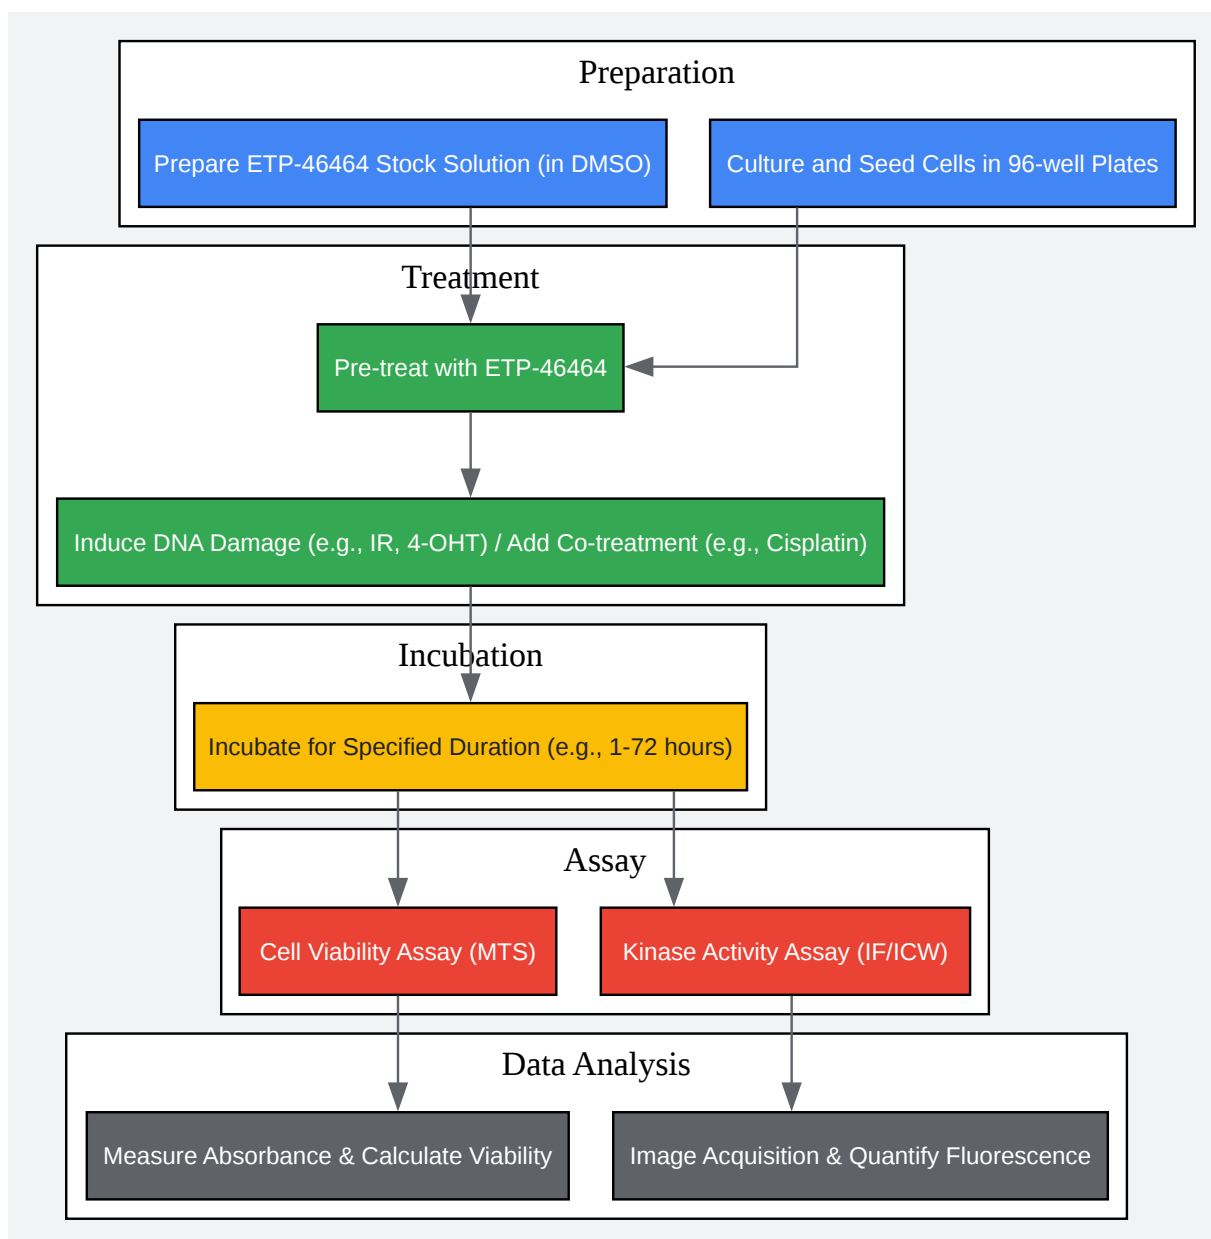 Preparation
Prepare ETP-46464 Stock Solution (in DMSO)
Culture and Seed Cells in 96-well Plates
Treatment
Pre-treat with ETP-46464
Induce DNA Damage (e.g., IR, 4-OHT) / Add Co-treatment (e.g., Cisplatin)
Incubation
Incubate for Specified Duration (e.g., 1-72 hours)
Assay
Cell Viability Assay (MTS)
Kinase Activity Assay (IF/ICW)
Data Analysis
Measure Absorbance & Calculate Viability
Image Acquisition & Quantify Fluorescence